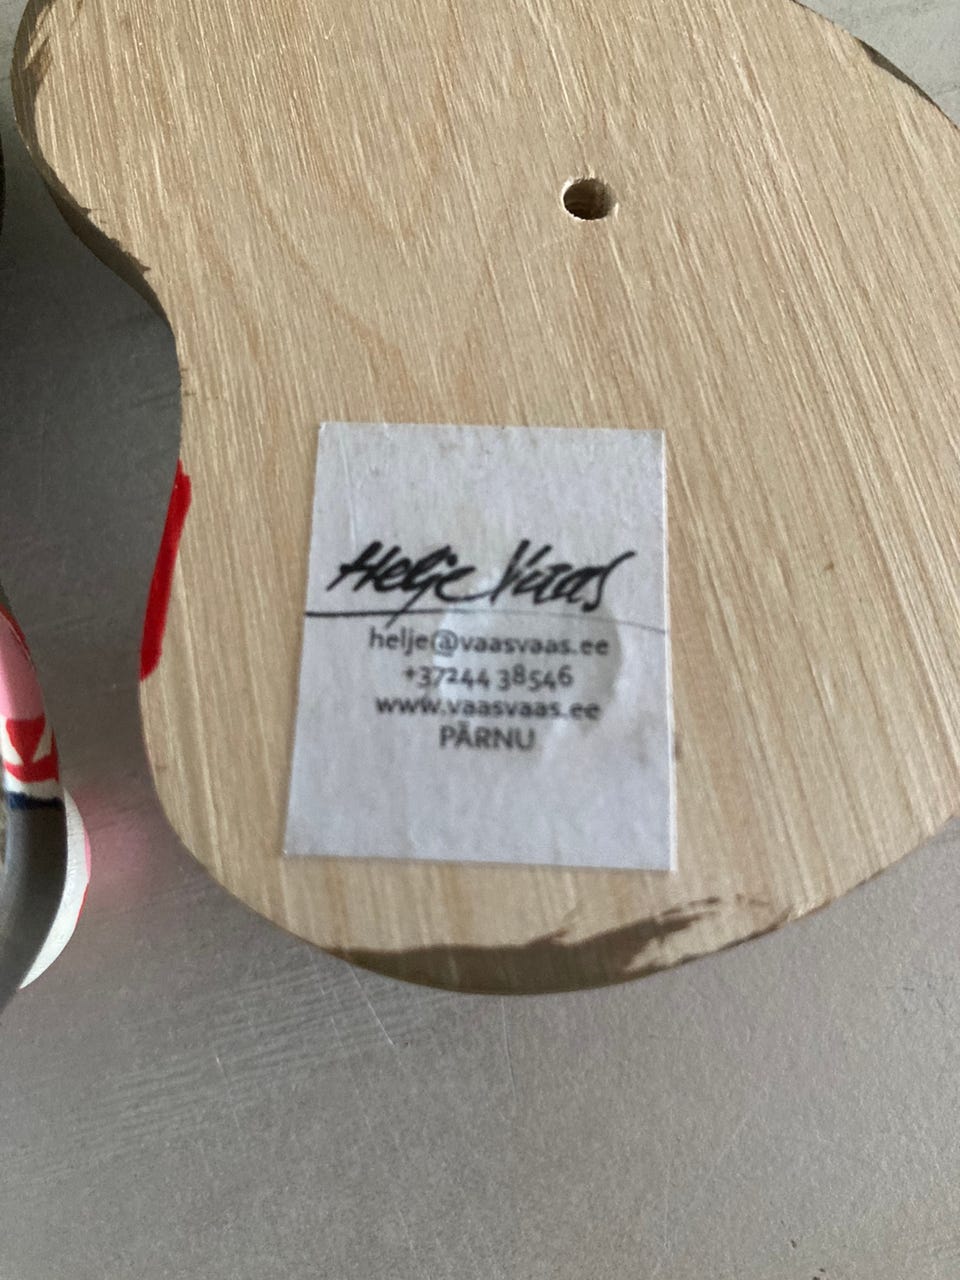 Helje Vaas
helje@vaasvaas.ee
+37244 38546
www.vaasvaas.ee
PÄRNU